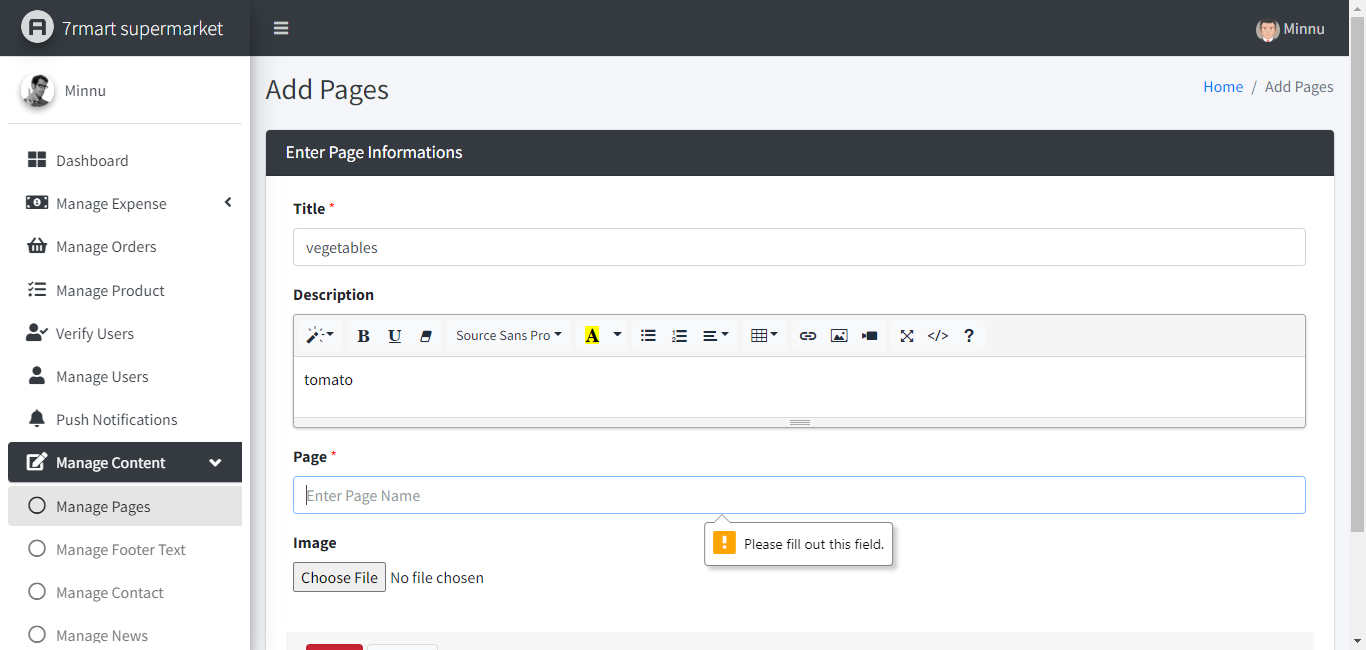 7rmart supermarket
Minnu
Minnu
Add Pages
Home / Add Pages
Dashboard
Manage Expense
Manage Orders
Manage Product
Verify Users
Manage Users
Push Notifications
Manage Content
Manage Pages
Manage Footer Text
Manage Contact
Manage News
Enter Page Informations
Title *
vegetables
Description
B U Source Sans Pro A </> ?
tomato
Page *
Enter Page Name
Please fill out this field.
Image
Choose File No file chosen